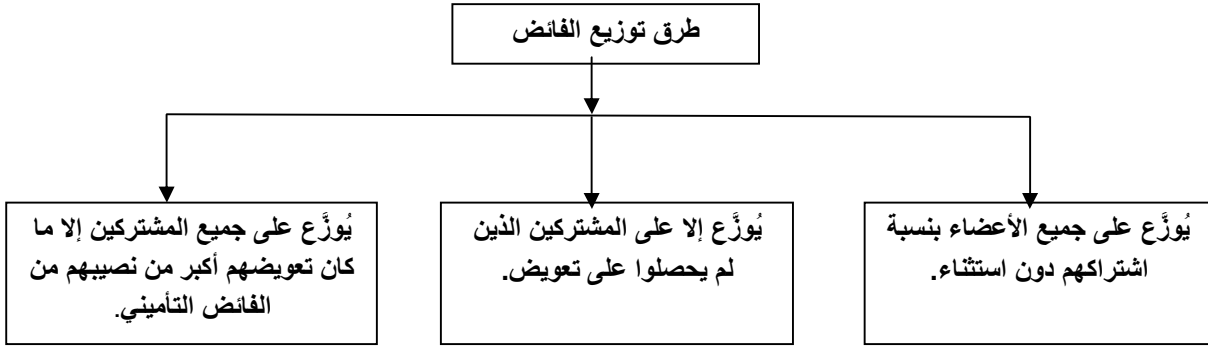 طرق توزيع الفائض
يُوزَّع على جميع الأعضاء بنسبة
اشتراكهم دون استثناء.
يُوزَّع إلا على المشتركين الذين
لم يحصلوا على تعويض.
يُوزَّع على جميع المشتركين إلا ما
كان تعويضهم أكبر من نصيبهم من
الفائض التأميني.